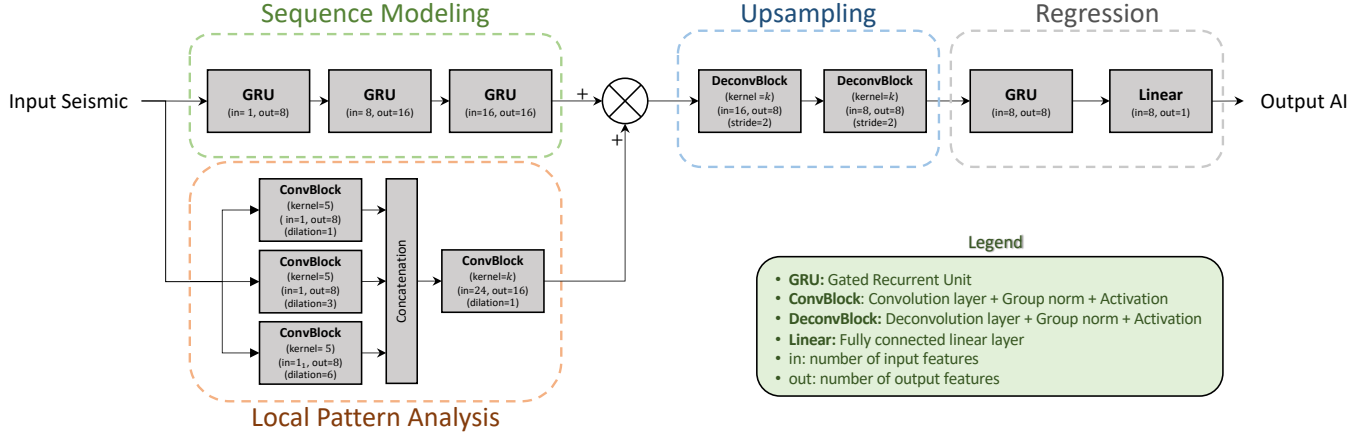 Sequence Modeling
Upsampling
Regression
Input Seismic
GRU
(in= 1, out=8)
GRU
(in= 8, out=16)
GRU
(in=16, out=16)
+
+
DeconvBlock
(kernel =k)
(in=16, out=8)
(stride=2)
DeconvBlock
(kernel=k)
(in=8, out=8)
(stride=2)
GRU
(in=8, out=8)
Linear
(in=8, out=1)
Output AI
ConvBlock
(kernel=5)
( in=1, out=8)
(dilation=1)
ConvBlock
(kernel=5)
(in=1, out=8)
(dilation=3)
ConvBlock
(kernel= 5)
(in=1₁, out=8)
(dilation=6)
Concatenation
ConvBlock
(kernel=k)
(in=24, out=16)
(dilation=1)
Local Pattern Analysis
Legend
• GRU: Gated Recurrent Unit
• ConvBlock: Convolution layer + Group norm + Activation
• DeconvBlock: Deconvolution layer + Group norm + Activation
• Linear: Fully connected linear layer
• in: number of input features
• out: number of output features